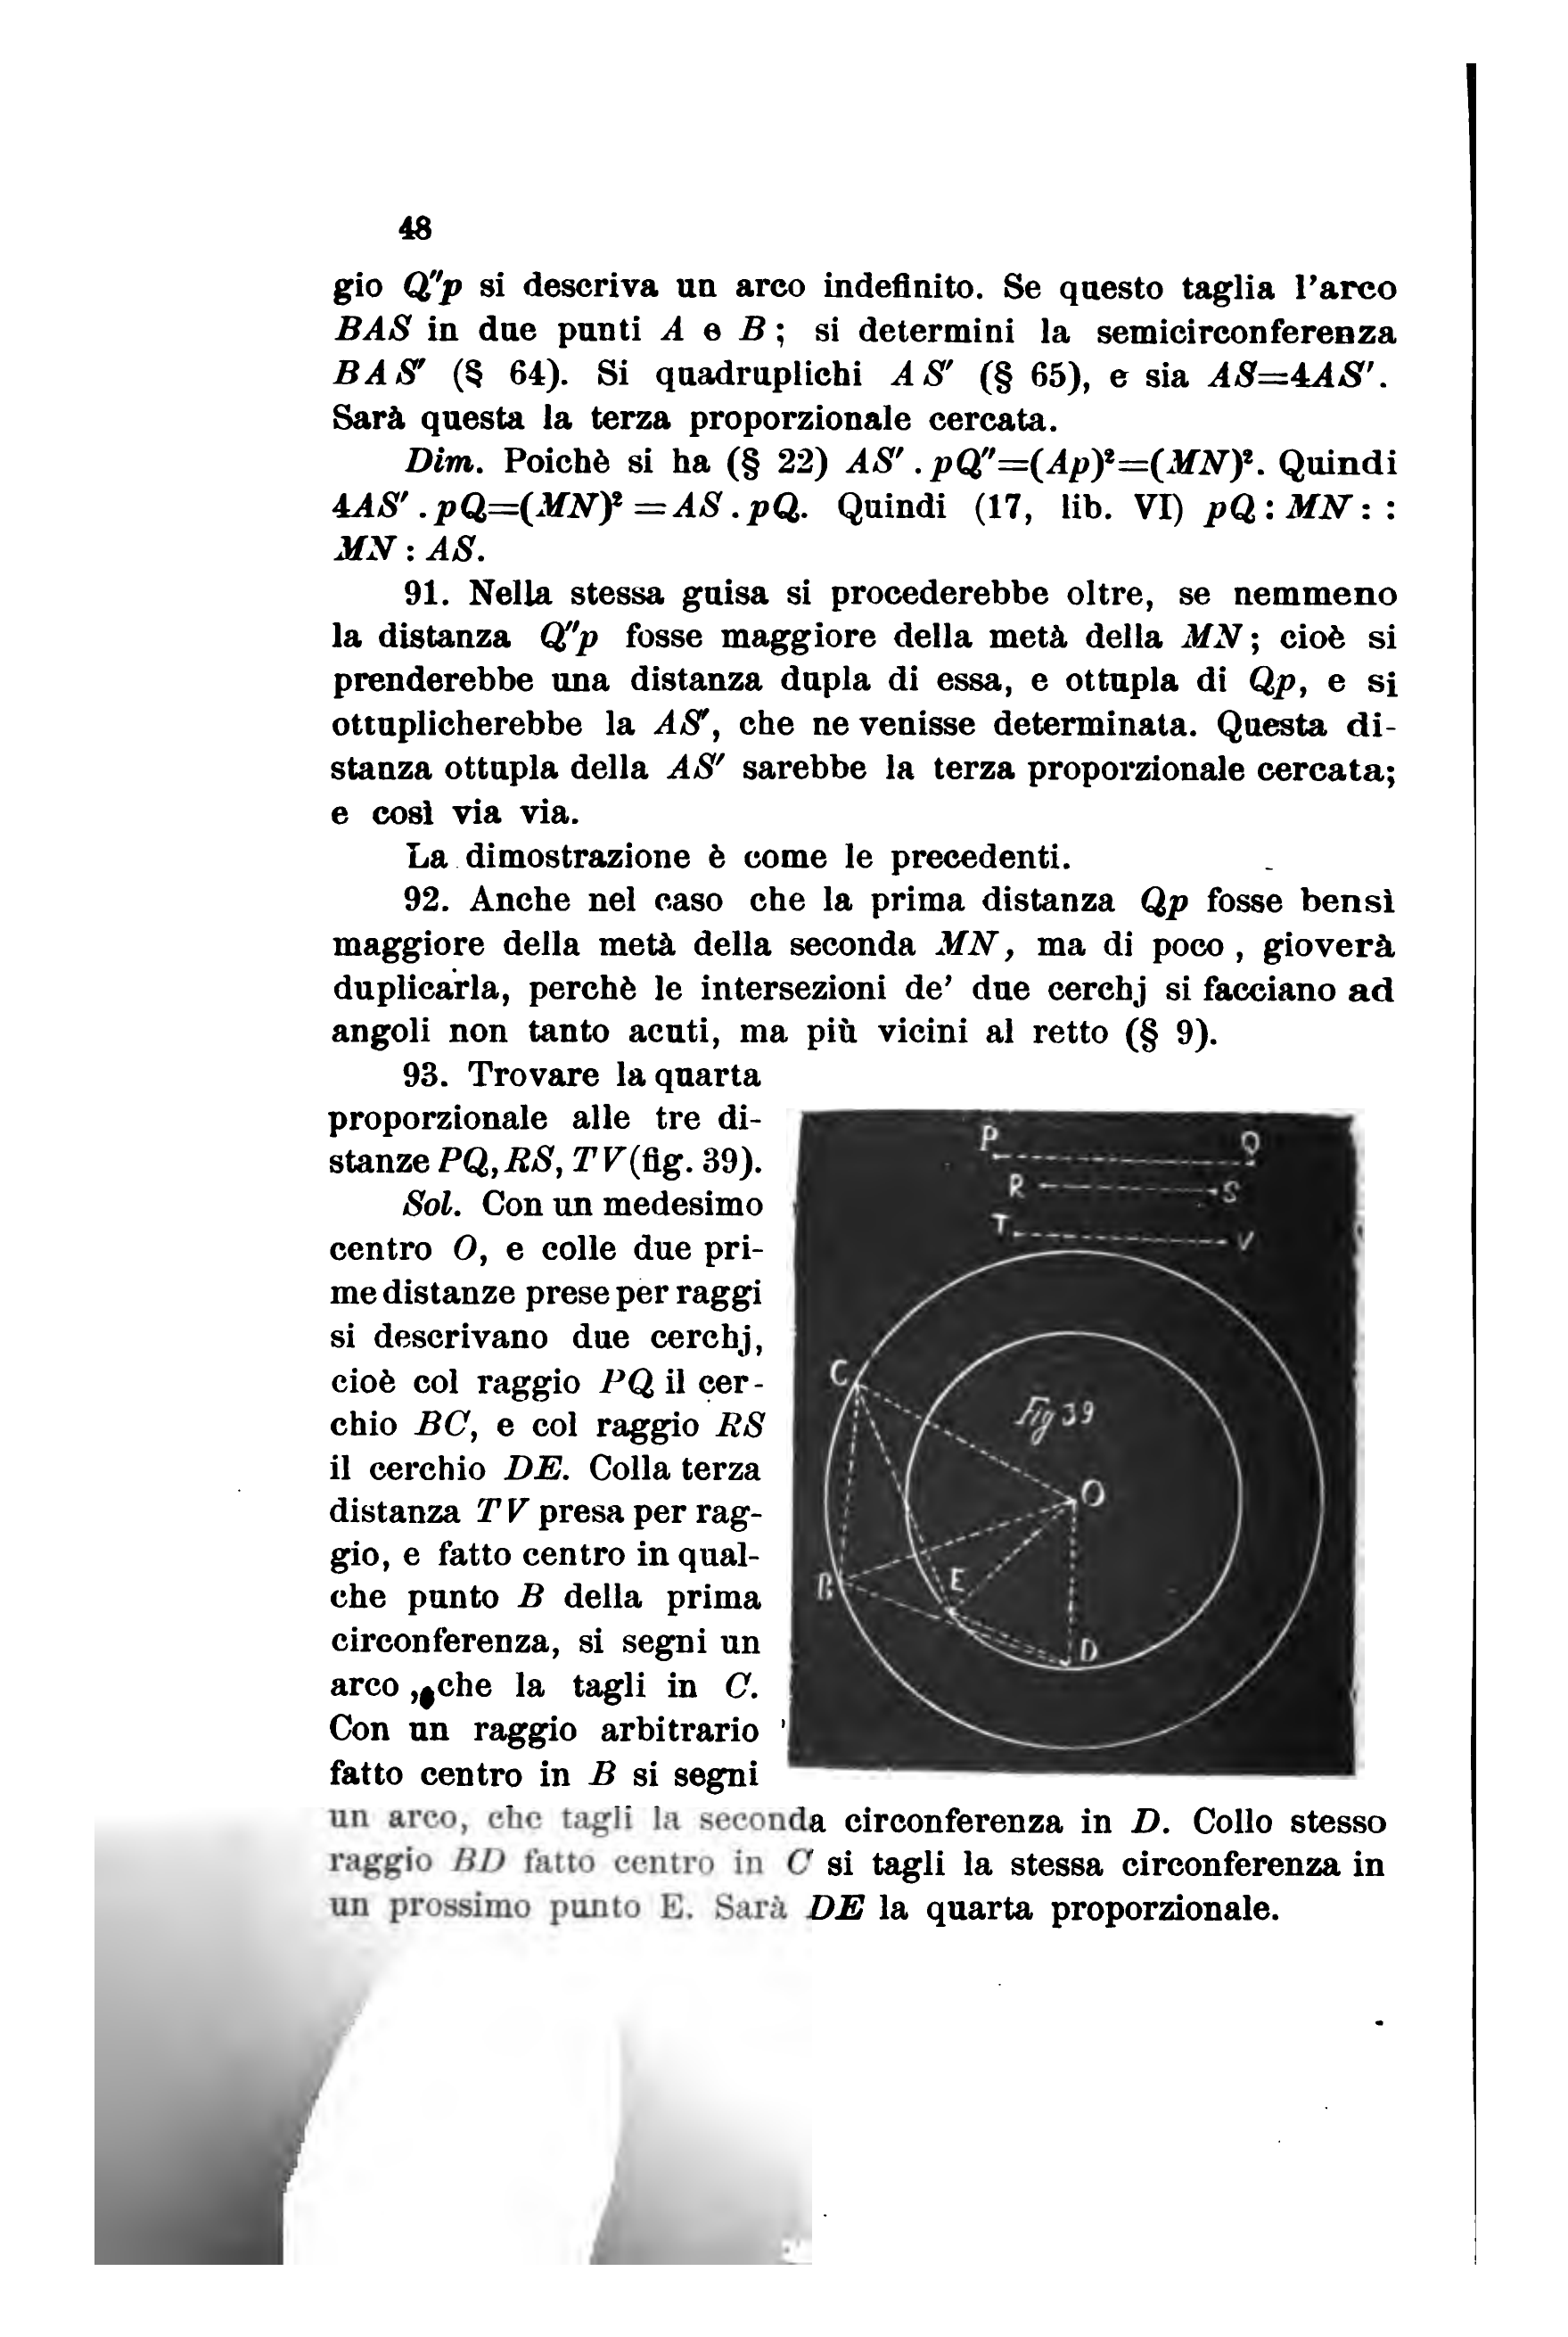 48
gio Q″p si descriva un arco indefinito. Se questo taglia l'arco
BAS in due punti A e B; si determini la semicirconferenza
BAS′ (§ 64). Si quadruplichi AS′ (§ 65), e sia AS=4AS′.
Sarà questa la terza proporzionale cercata.
Dim. Poichè si ha (§ 22) AS′.pQ″=(Ap)²=(MN)². Quindi
4AS′.pQ=(MN)²=AS.pQ. Quindi (17, lib. VI) pQ:MN::
MN:AS.
91. Nella stessa guisa si procederebbe oltre, se nemmeno
la distanza Q″p fosse maggiore della metà della MN; cioè si
prenderebbe una distanza dupla di essa, e ottupla di Qp, e si
ottuplicherebbe la AS′, che ne venisse determinata. Questa di-
stanza ottupla della AS′ sarebbe la terza proporzionale cercata;
e così via via.
La dimostrazione è come le precedenti.
92. Anche nel caso che la prima distanza Qp fosse bensì
maggiore della metà della seconda MN, ma di poco, gioverà
duplicarla, perchè le intersezioni de' due cerchj si facciano ad
angoli non tanto acuti, ma più vicini al retto (§ 9).
93. Trovare la quarta
proporzionale alle tre di-
stanze PQ, RS, TV (fig. 39).
Sol. Con un medesimo
centro O, e colle due pri-
me distanze prese per raggi
si descrivano due cerchj,
cioè col raggio PQ il cer-
chio BC, e col raggio RS
il cerchio DE. Colla terza
distanza TV presa per rag-
gio, e fatto centro in qual-
che punto B della prima
circonferenza, si segni un
arco, che la tagli in C.
Con un raggio arbitrario
fatto centro in B si segni
un arco, che tagli la seconda circonferenza in D. Collo stesso
raggio BD fatto centro in C si tagli la stessa circonferenza in
un prossimo punto E. Sarà DE la quarta proporzionale.
P Q
R S
T V
C
Fig 39
O
B
E
D